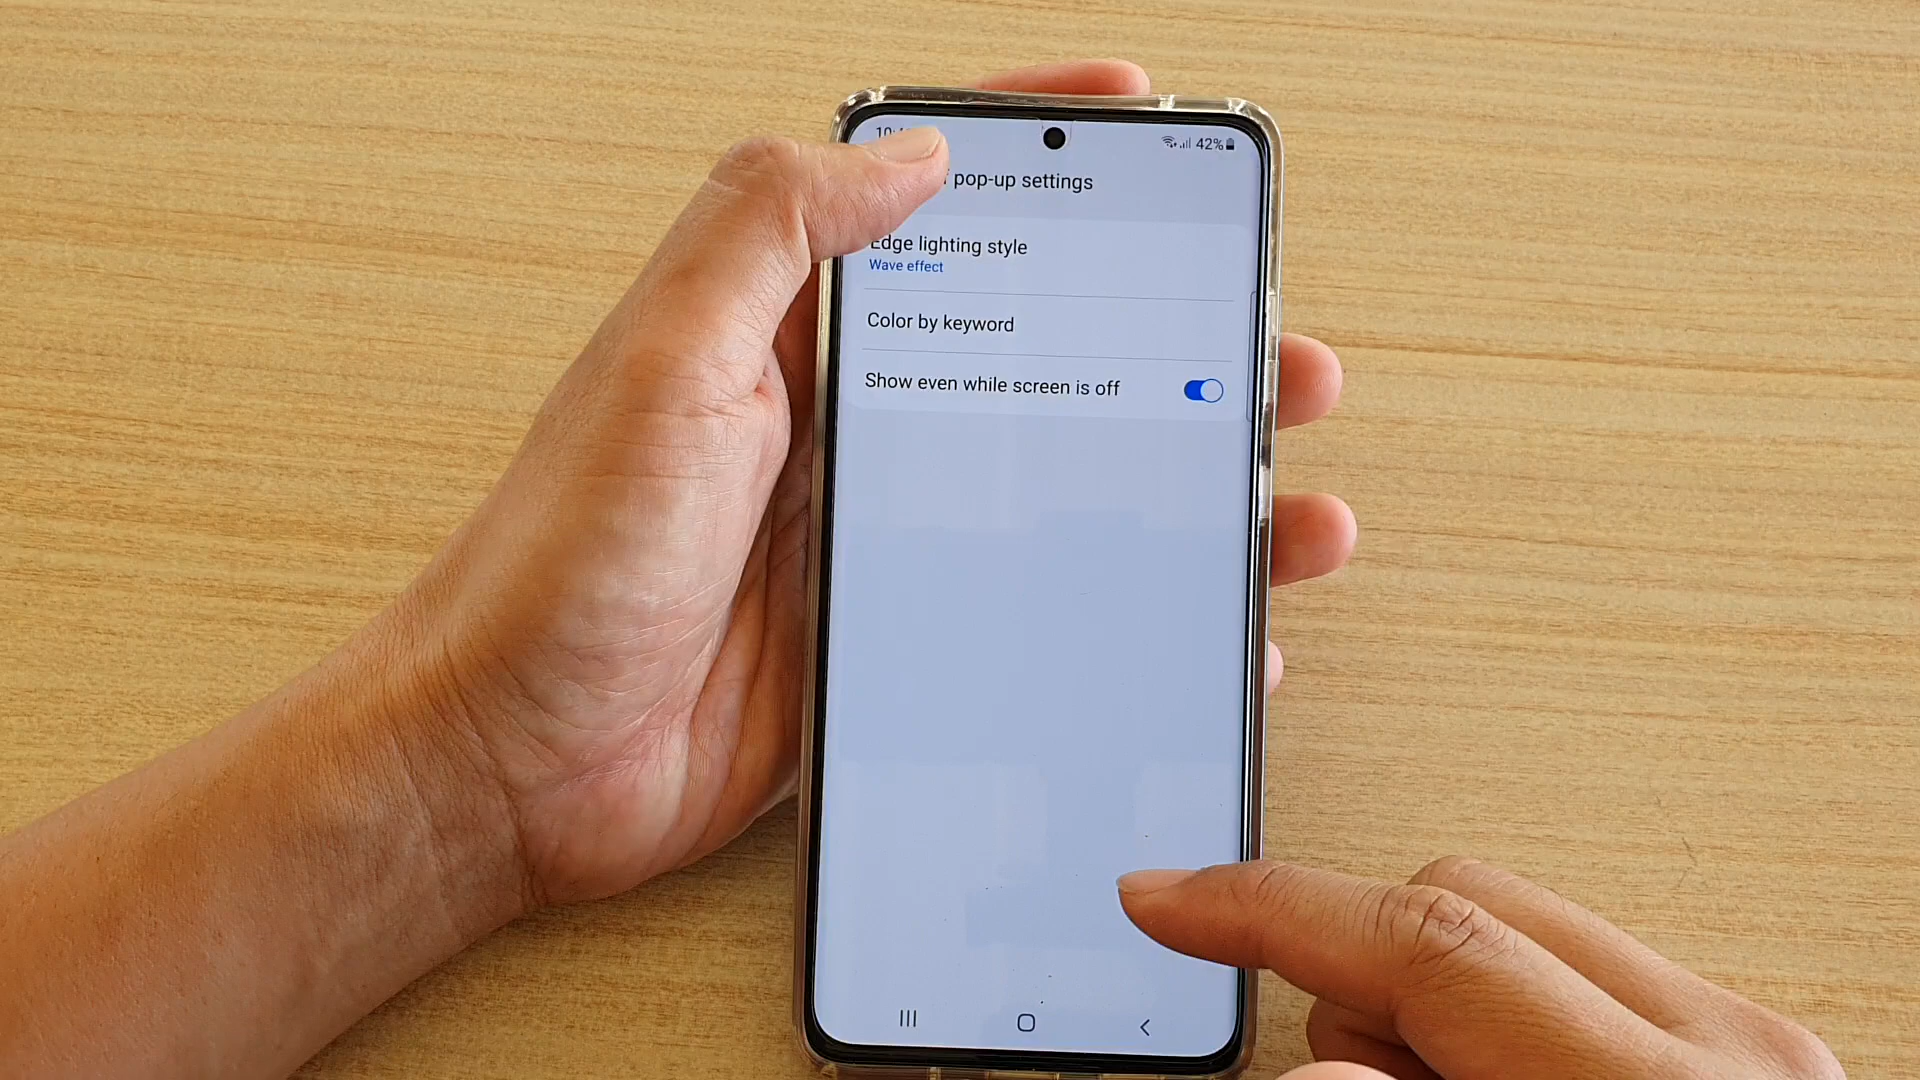 42%
pop-up settings
Edge lighting style
Wave effect
Color by keyword
Show even while screen is off